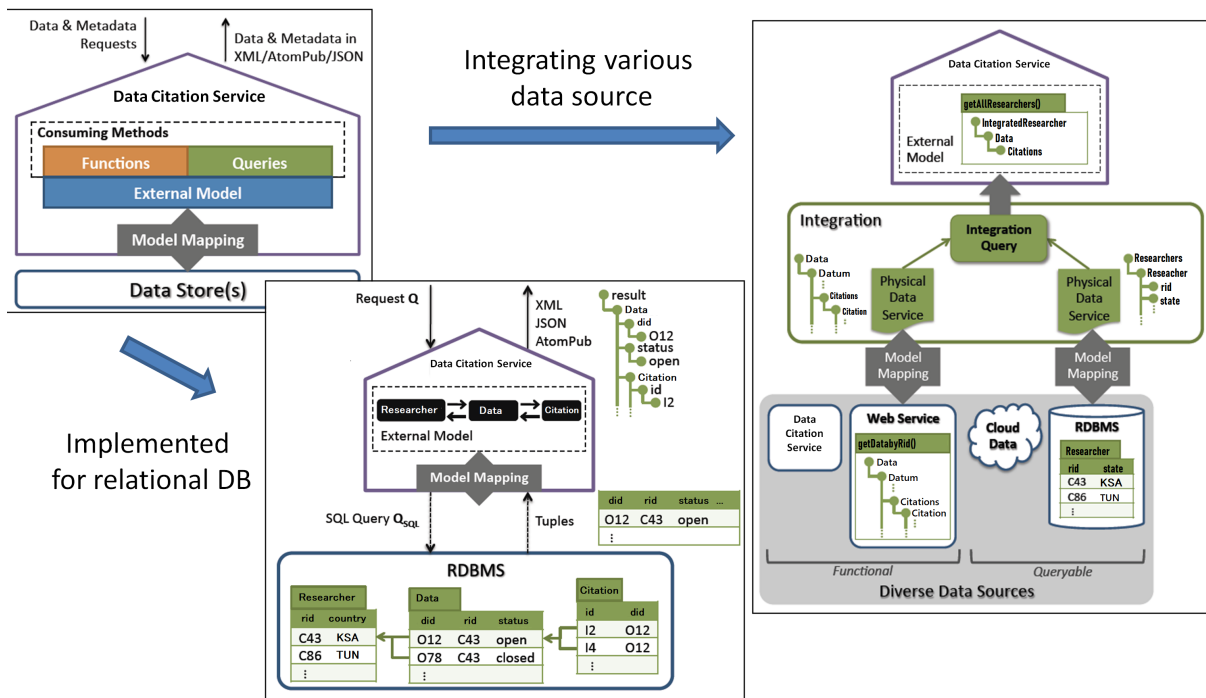 Data & Metadata
Requests
Data & Metadata in
XML/AtomPub/JSON
Data Citation Service
Consuming Methods
Functions
Queries
External Model
Model Mapping
Data Store(s)
Integrating various
data source
Implemented
for relational DB
Request Q
XML
JSON
AtomPub
result
Data
did
O12
status
open
Citation
id
I2
Data Citation Service
Researcher
Data
Citation
External Model
Model Mapping
SQL Query QSQL
Tuples
did rid status ...
O12 C43 open
⋮
RDBMS
Researcher
rid country
C43 KSA
C86 TUN
⋮
Data
did rid status
O12 C43 open
O78 C43 closed
⋮
Citation
id did
I2 O12
I4 O12
⋮
Data Citation Service
getAllResearchers()
IntegratedResearcher
Data
Citations
External
Model
Integration
Integration
Query
Data
Datum
⋮
Citations
Citation
⋮
Physical
Data
Service
Physical
Data
Service
Researchers
Reseacher
rid
state
⋮
Model
Mapping
Model
Mapping
Data
Citation
Service
Web Service
getDatabyRid()
Data
Datum
⋮
Citations
Citation
⋮
Cloud
Data
RDBMS
Researcher
rid state
C43 KSA
C86 TUN
⋮
Functional
Queryable
Diverse Data Sources